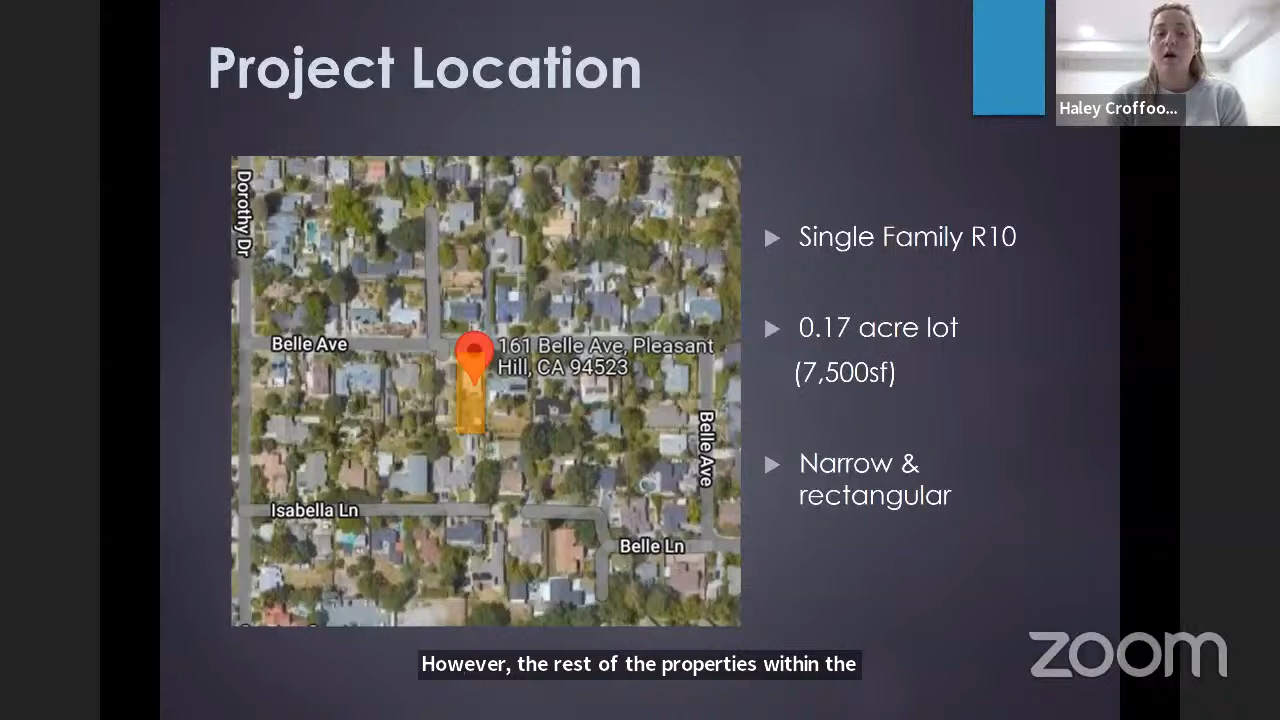 Project Location
Haley Croffoo...
Dorothy Dr
Belle Ave
161 Belle Ave, Pleasant
Hill, CA 94523
Belle Ave
Isabella Ln
Belle Ln
Single Family R10
0.17 acre lot
(7,500sf)
Narrow &
rectangular
However, the rest of the properties within the
zoom